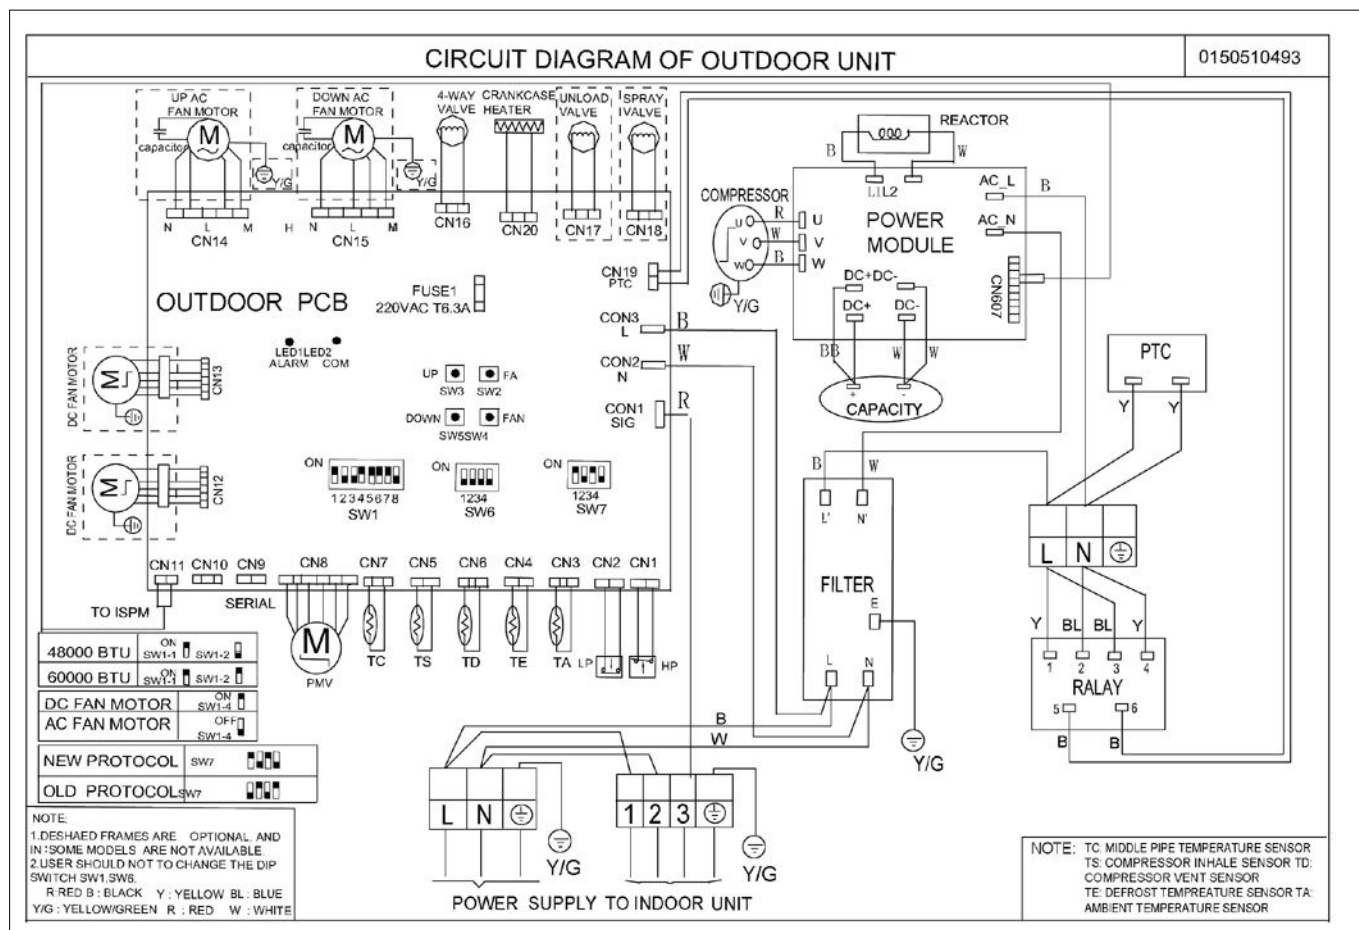 CIRCUIT DIAGRAM OF OUTDOOR UNIT
0150510493
UP AC
FAN MOTOR
capacitor
M
Y/G
DOWN AC
FAN MOTOR
capacitor
M
Y/G
4-WAY
VALVE
CRANKCASE
HEATER
UNLOAD
VALVE
SPRAY
VALVE
N L M
CN14
H N L M
CN15
CN16
CN20
CN17
CN18
REACTOR
B W
L1L2
AC_L
B
AC_N
POWER
MODULE
COMPRESSOR
U R U
V W V
W B W
Y/G
DC+DC-
DC+ DC-
CN607
BB W W
+ -
CAPACITY
CN19
PTC
OUTDOOR PCB
FUSE1
220VAC T6.3A
CON3
L
B
CON2
N
W
CON1
SIG
R
LED1LED2
ALARM COM
UP SW3
SW2 FA
DOWN FAN
SW5SW4
DC FAN MOTOR
M
CN13
DC FAN MOTOR
M
CN12
ON
12345678
SW1
ON
1234
SW6
ON
1234
SW7
PTC
Y Y
B W
L' N'
FILTER
E
L N
Y/G
L N
Y BL BL Y
1 2 3 4
RALAY
5 6
B B
CN11 CN10 CN9 CN8 CN7 CN5 CN6 CN4 CN3 CN2 CN1
TO ISPM
SERIAL
M
PMV
TC TS TD TE TA LP HP
48000 BTU ON SW1-1 SW1-2
60000 BTU ON SW1-1 SW1-2
DC FAN MOTOR ON SW1-4
AC FAN MOTOR OFF SW1-4
NEW PROTOCOL SW7
OLD PROTOCOL SW7
B
W
L N
Y/G
1 2 3
Y/G
POWER SUPPLY TO INDOOR UNIT
NOTE:
1.DESHAED FRAMES ARE OPTIONAL, AND
IN :SOME MODELS ARE NOT AVAILABLE.
2.USER SHOULD NOT TO CHANGE THE DIP
SWITCH SW1,SW6.
R:RED B : BLACK Y : YELLOW BL : BLUE
Y/G : YELLOW/GREEN R : RED W : WHITE
NOTE: TC: MIDDLE PIPE TEMPERATURE SENSOR
TS: COMPRESSOR INHALE SENSOR TD:
COMPRESSOR VENT SENSOR
TE: DEFROST TEMPREATURE SENSOR TA:
AMBIENT TEMPERATURE SENSOR